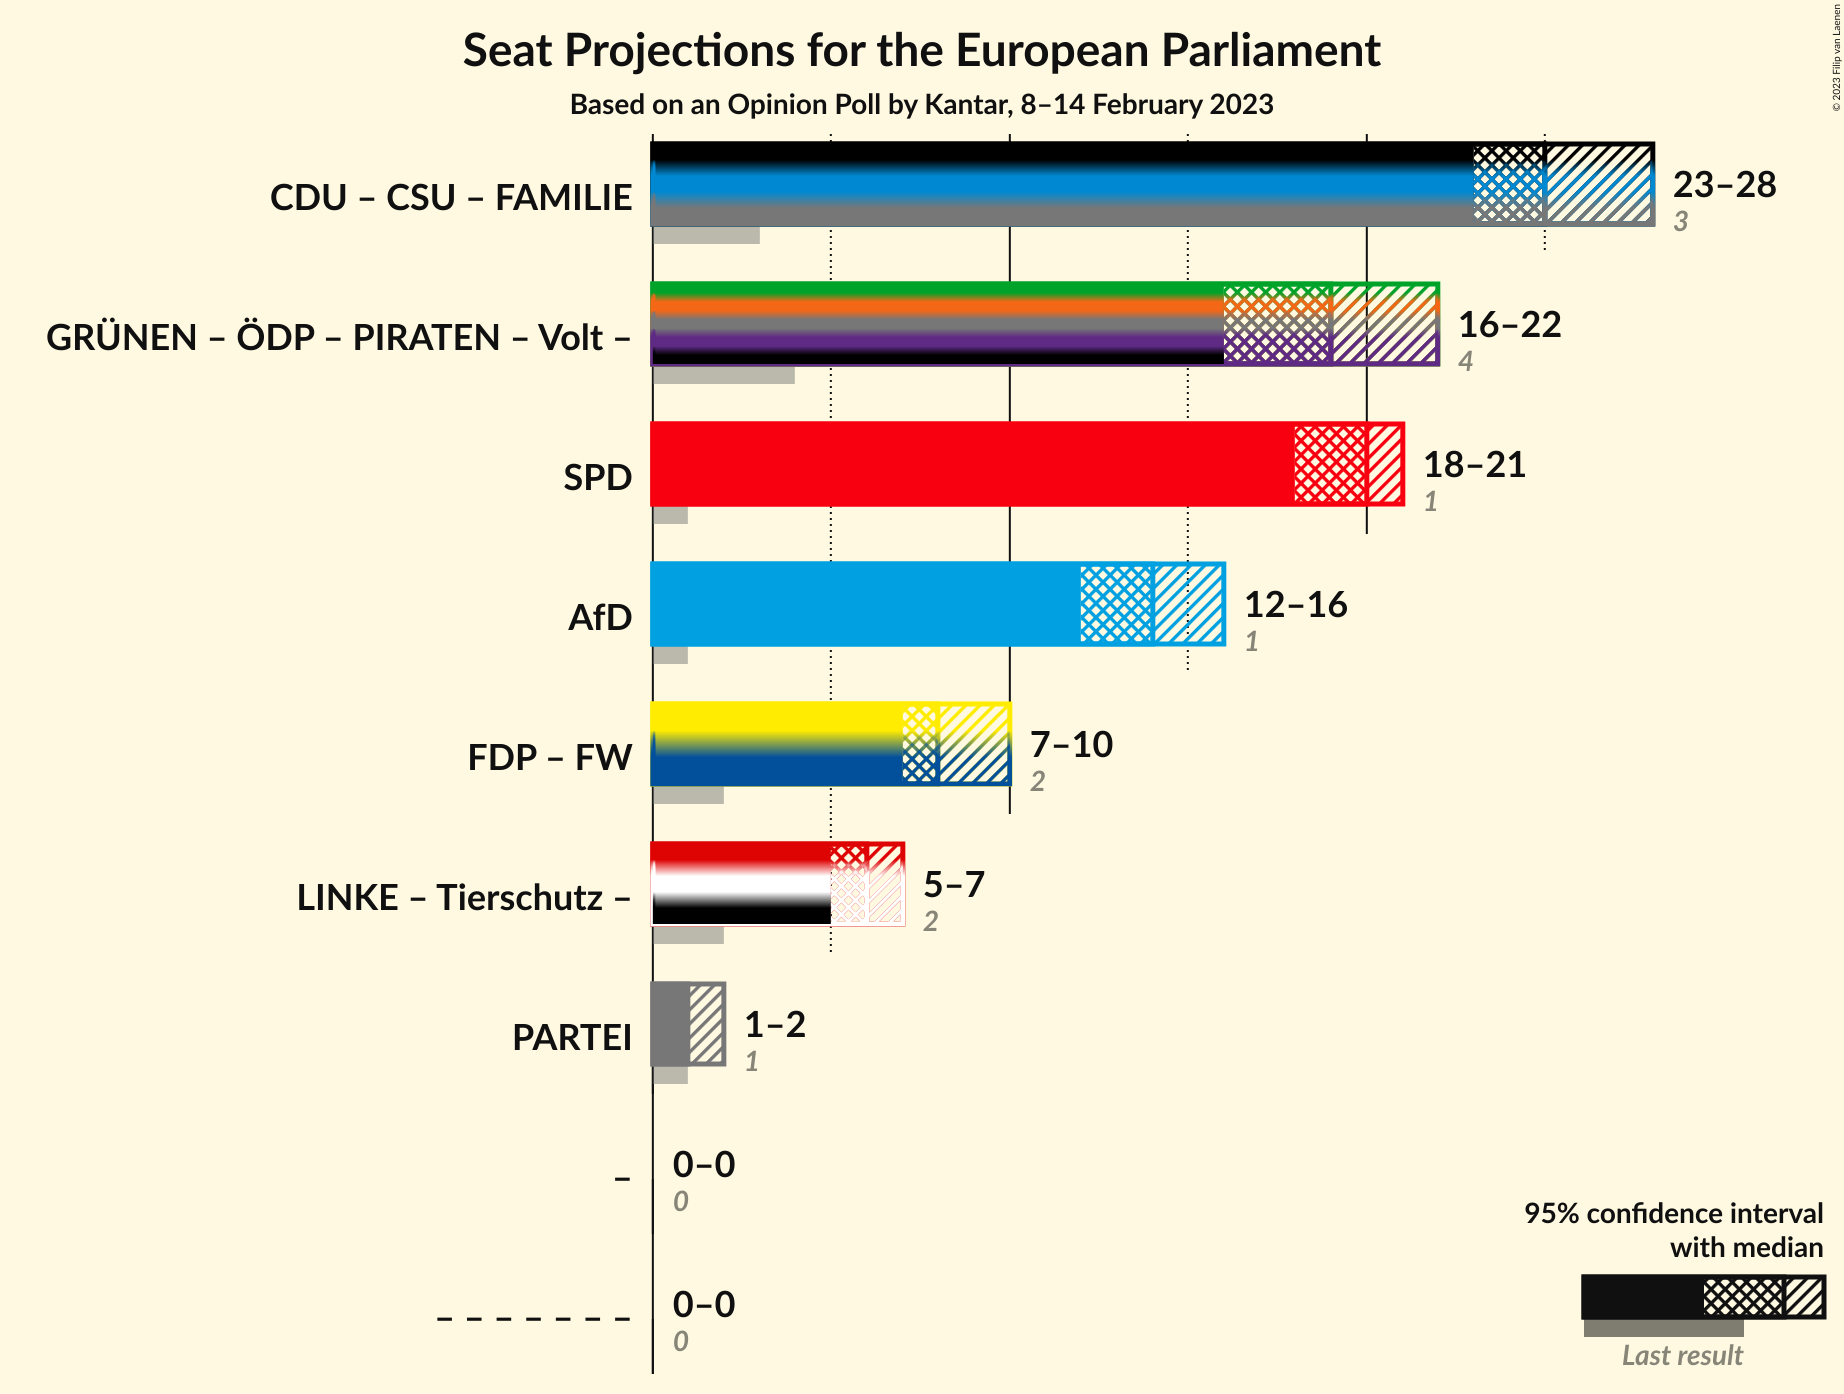 Seat Projections for the European Parliament
Based on an Opinion Poll by Kantar, 8–14 February 2023
© 2023 Filip van Laenen
CDU – CSU – FAMILIE
23–28
3
GRÜNEN – ÖDP – PIRATEN – Volt –
16–22
4
SPD
18–21
1
AfD
12–16
1
FDP – FW
7–10
2
LINKE – Tierschutz –
5–7
2
PARTEI
1–2
1
–
0–0
0
– – – – – – –
0–0
0
95% confidence interval
with median
Last result